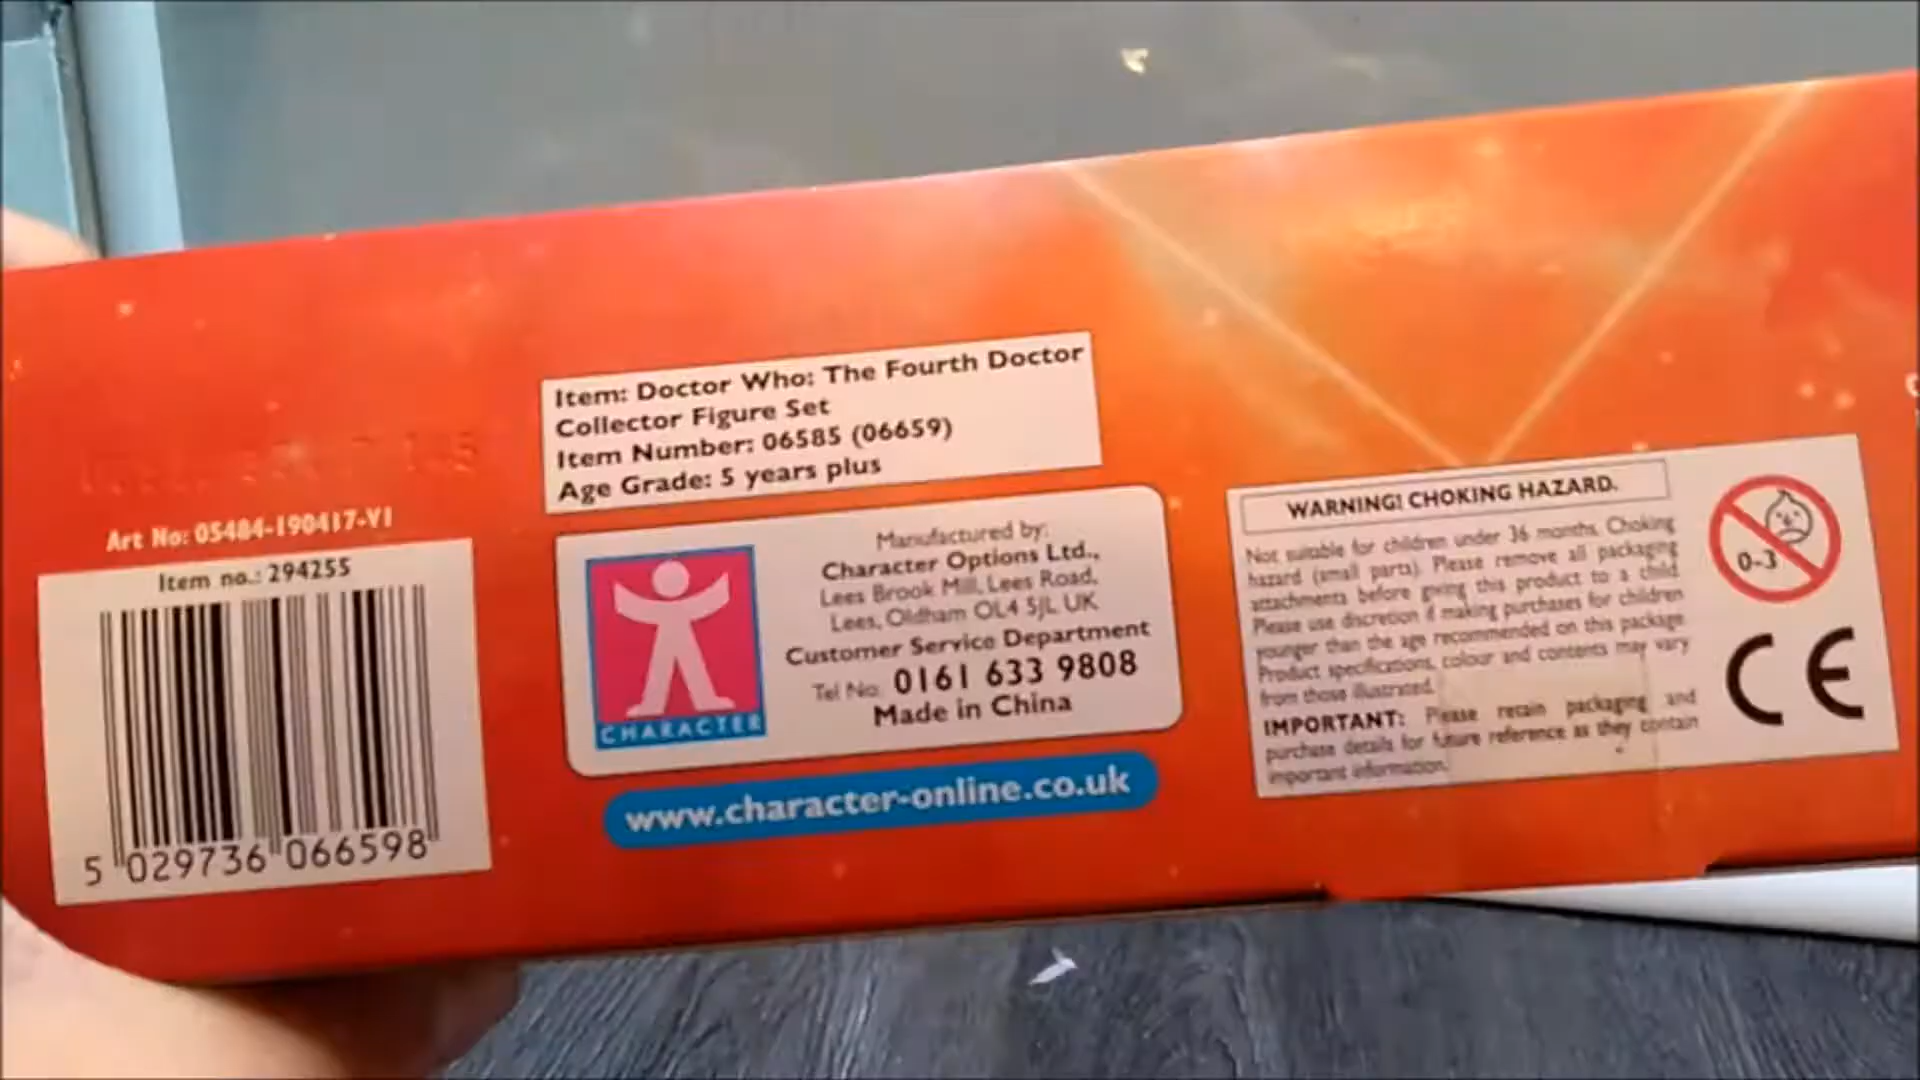 Item: Doctor Who: The Fourth Doctor
Collector Figure Set
Item Number: 06585 (06659)
Age Grade: 5 years plus
Art No: 05484-190417-V1
Item no.: 294255
5 029736 066598
CHARACTER
Manufactured by:
Character Options Ltd.,
Lees Brook Mill, Lees Road,
Lees, Oldham OL4 5JL UK
Customer Service Department
Tel No: 0161 633 9808
Made in China
www.character-online.co.uk
WARNING! CHOKING HAZARD.
Not suitable for children under 36 months. Choking
hazard (small parts). Please remove all packaging
attachments before giving this product to a child.
Please use discretion if making purchases for children
younger than the age recommended on this package.
Product specifications, colour and contents may vary
from those illustrated.
IMPORTANT: Please retain packaging and
purchase details for future reference as they contain
important information.
0-3
CE